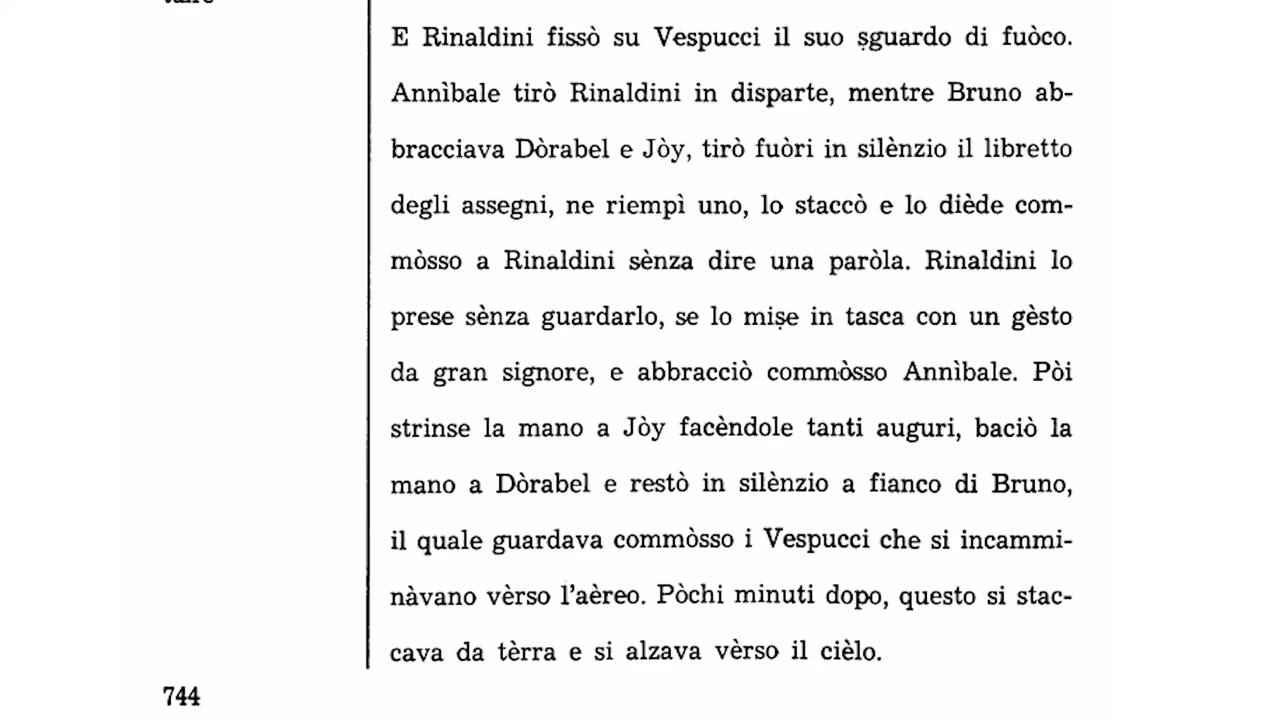 E Rinaldini fissò su Vespucci il suo ṣguardo di fuòco.
Annìbale tirò Rinaldini in disparte, mentre Bruno ab-
bracciava Dòrabel e Jòy, tirò fuòri in silènzio il libretto
degli assegni, ne riempì uno, lo staccò e lo diède com-
mòsso a Rinaldini sènza dire una paròla. Rinaldini lo
prese sènza guardarlo, se lo miṣe in tasca con un gèsto
da gran signore, e abbracciò commòsso Annìbale. Pòi
strinse la mano a Jòy facèndole tanti auguri, baciò la
mano a Dòrabel e restò in silènzio a fianco di Bruno,
il quale guardava commòsso i Vespucci che si incammi-
nàvano vèrso l'aèreo. Pòchi minuti dopo, questo si stac-
cava da tèrra e si alzava vèrso il cièlo.
744